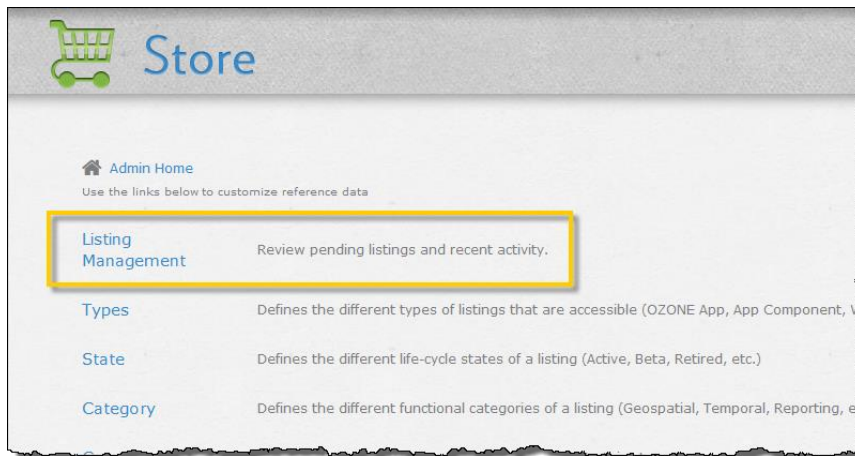 Store
Admin Home
Use the links below to customize reference data
Listing
Management
Review pending listings and recent activity.
Types
Defines the different types of listings that are accessible (OZONE App, App Component,
State
Defines the different life-cycle states of a listing (Active, Beta, Retired, etc.)
Category
Defines the different functional categories of a listing (Geospatial, Temporal, Reporting,